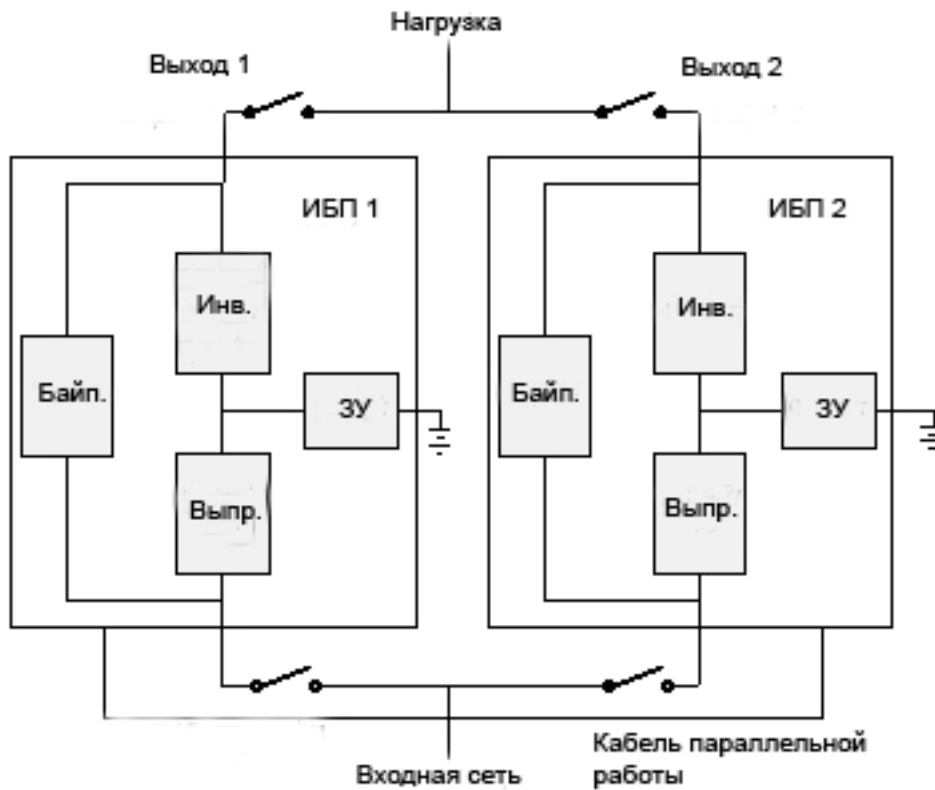 Нагрузка
Выход 1
Выход 2
ИБП 1
ИБП 2
Инв.
Инв.
Байп.
ЗУ
Байп.
ЗУ
Выпр.
Выпр.
Кабель параллельной
работы
Входная сеть